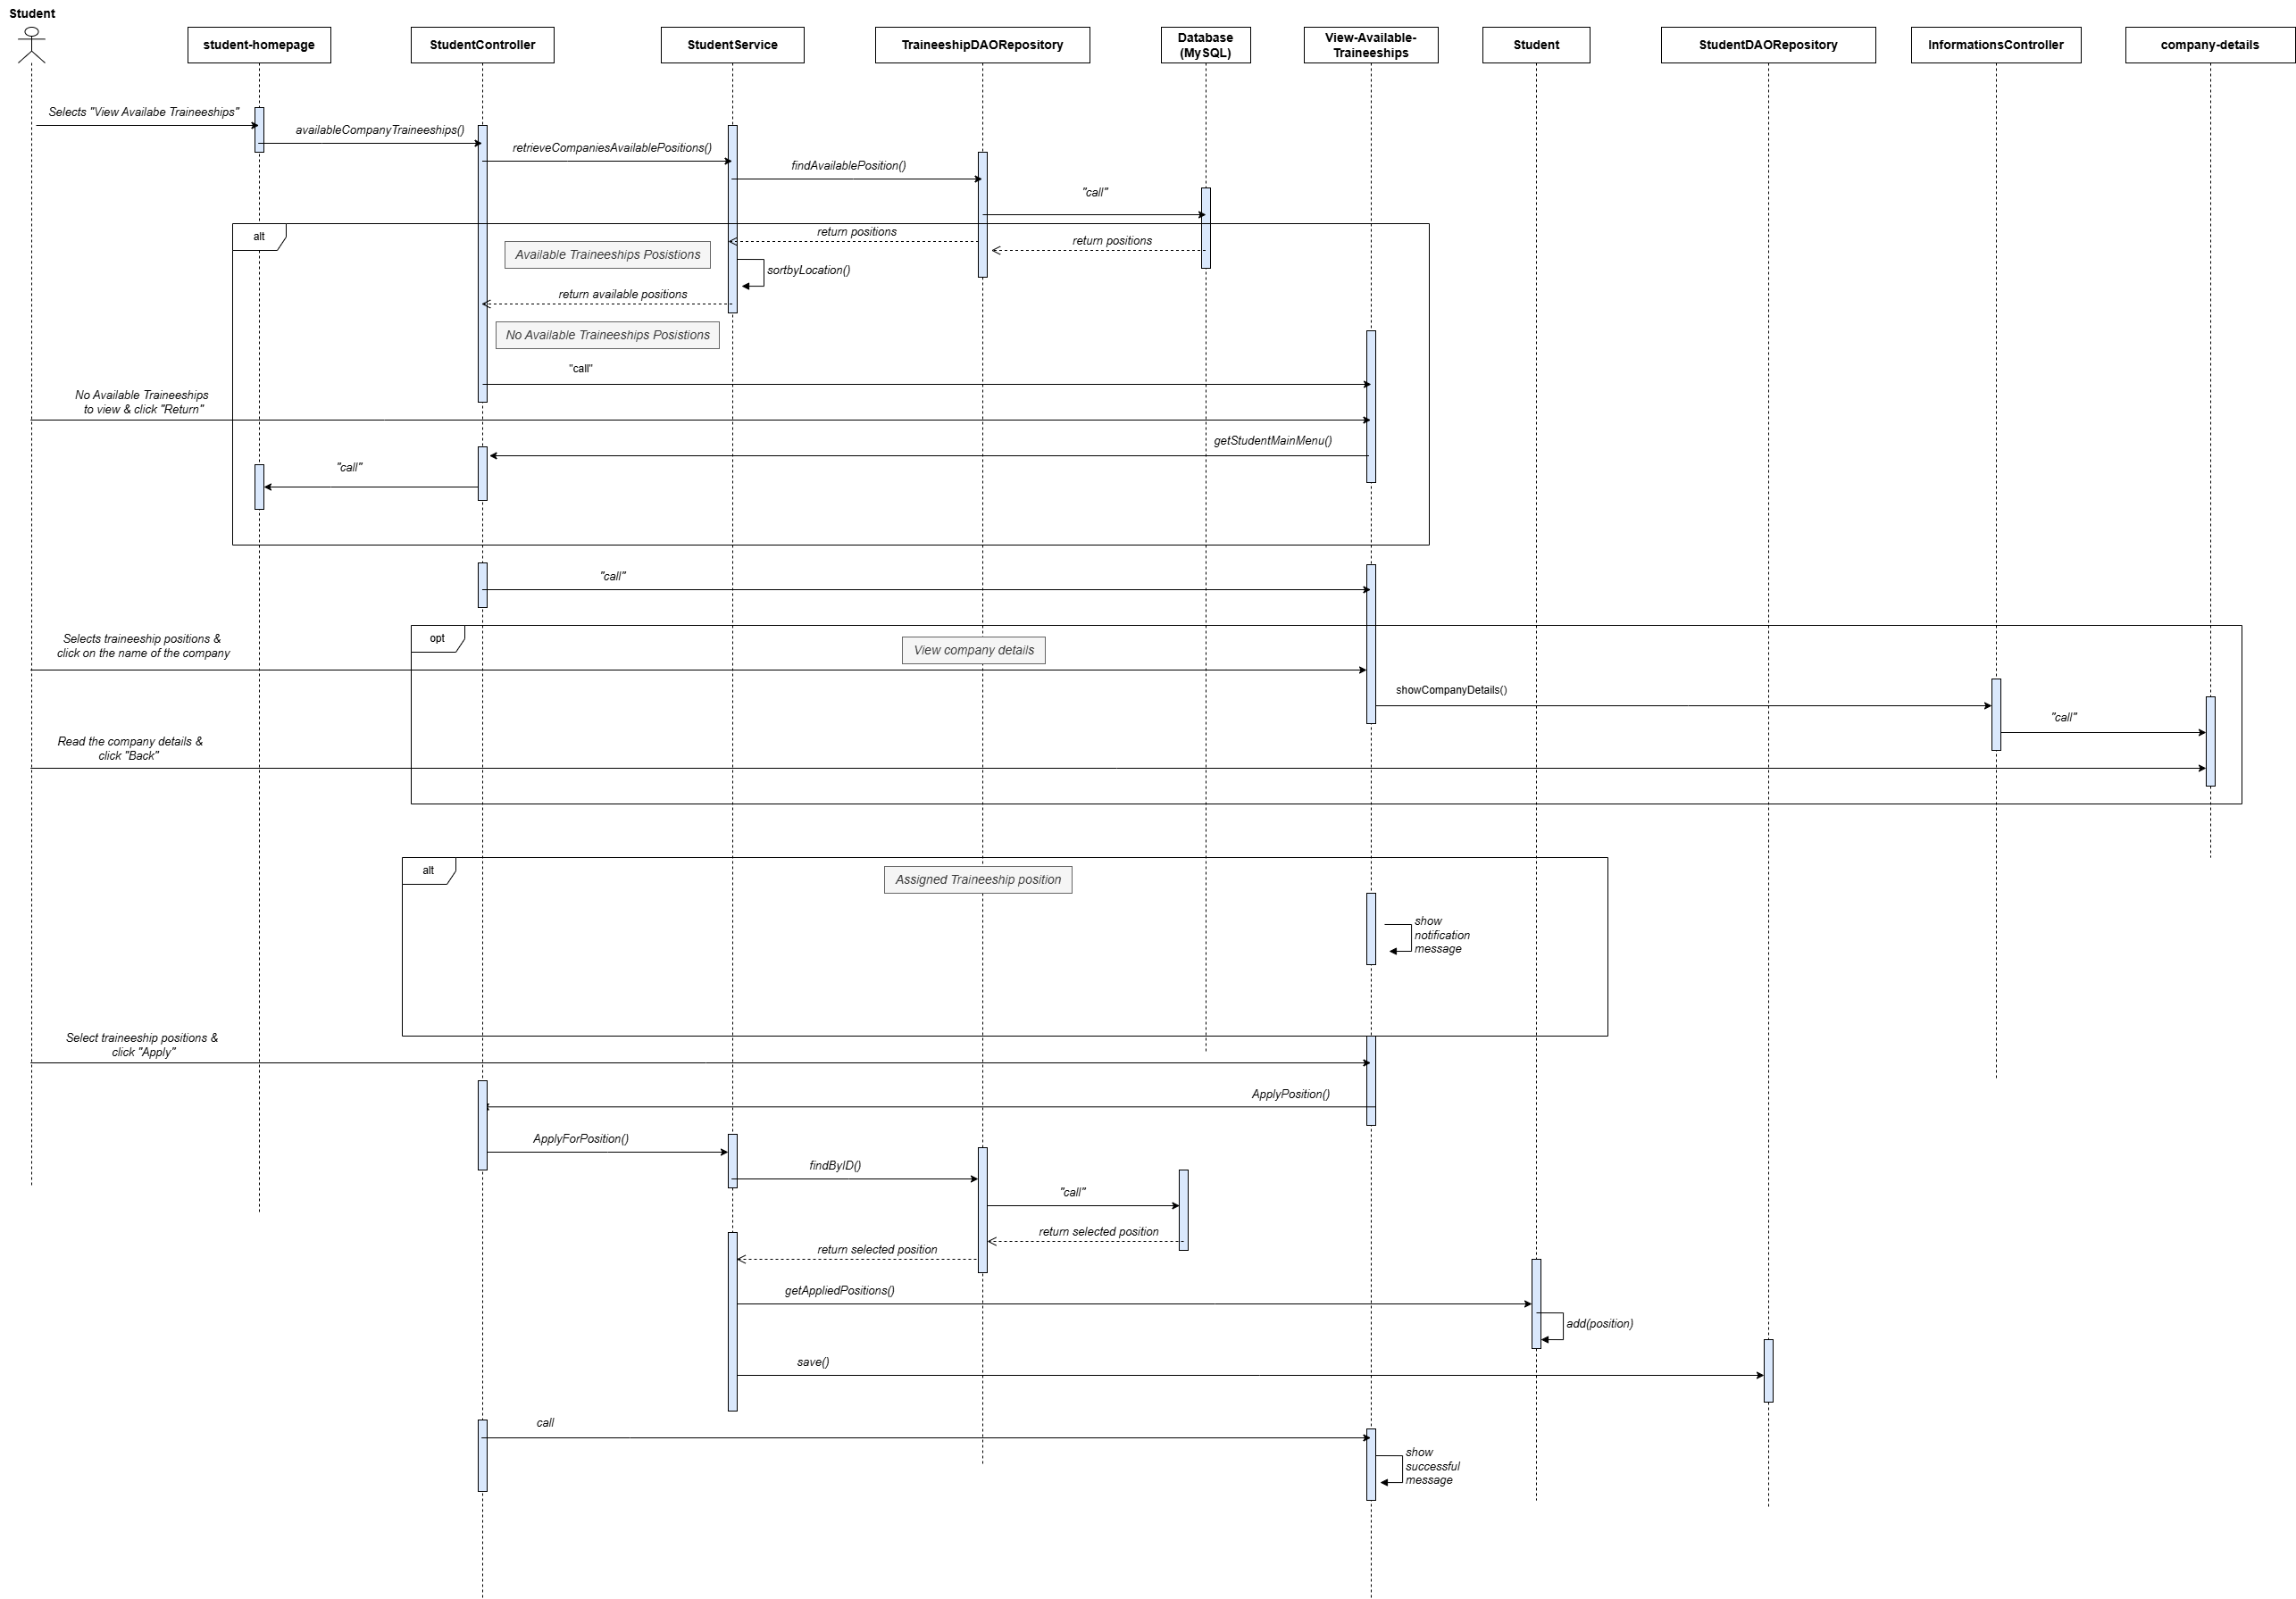 Student
student-homepage
StudentController
StudentService
TraineeshipDAORepository
Database
(MySQL)
View-Available-
Traineeships
Student
StudentDAORepository
InformationsController
company-details
Selects "View Availabe Traineeships"
availableCompanyTraineeships()
retrieveCompaniesAvailablePositions()
findAvailablePosition()
"call"
alt
return positions
return positions
Available Traineeships Posistions
sortbyLocation()
return available positions
No Available Traineeships Posistions
"call"
No Available Traineeships
to view & click "Return"
getStudentMainMenu()
"call"
"call"
opt
Selects traineeship positions &
click on the name of the company
View company details
showCompanyDetails()
"call"
Read the company details &
click "Back"
alt
Assigned Traineeship position
show
notification
message
Select traineeship positions &
click "Apply"
ApplyPosition()
ApplyForPosition()
findByID()
"call"
return selected position
return selected position
getAppliedPositions()
add(position)
save()
call
show
successful
message